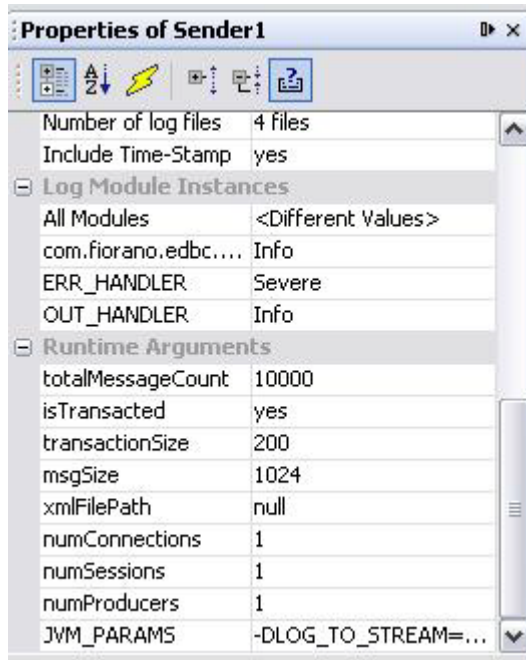 Properties of Sender1
Number of log files 4 files
Include Time-Stamp yes
Log Module Instances
All Modules <Different Values>
com.fiorano.edbc.... Info
ERR_HANDLER Severe
OUT_HANDLER Info
Runtime Arguments
totalMessageCount 10000
isTransacted yes
transactionSize 200
msgSize 1024
xmlFilePath null
numConnections 1
numSessions 1
numProducers 1
JVM_PARAMS -DLOG_TO_STREAM=...